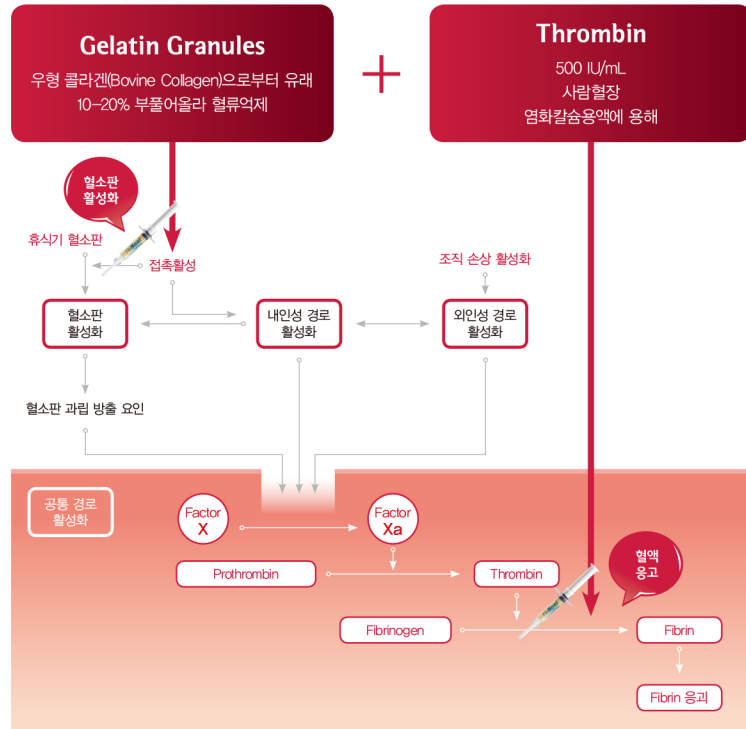 Gelatin Granules
우형 콜라겐(Bovine Collagen)으로부터 유래
10-20% 부풀어올라 혈류억제
+
Thrombin
500 IU/mL
사람혈장
염화칼슘용액에 용해
혈소판
활성화
휴식기 혈소판
접촉활성
조직 손상 활성화
혈소판
활성화
내인성 경로
활성화
외인성 경로
활성화
혈소판 과립 방출 요인
공통 경로
활성화
Factor
X
Factor
Xa
혈액
응고
Prothrombin
Thrombin
Fibrinogen
Fibrin
Fibrin 응괴